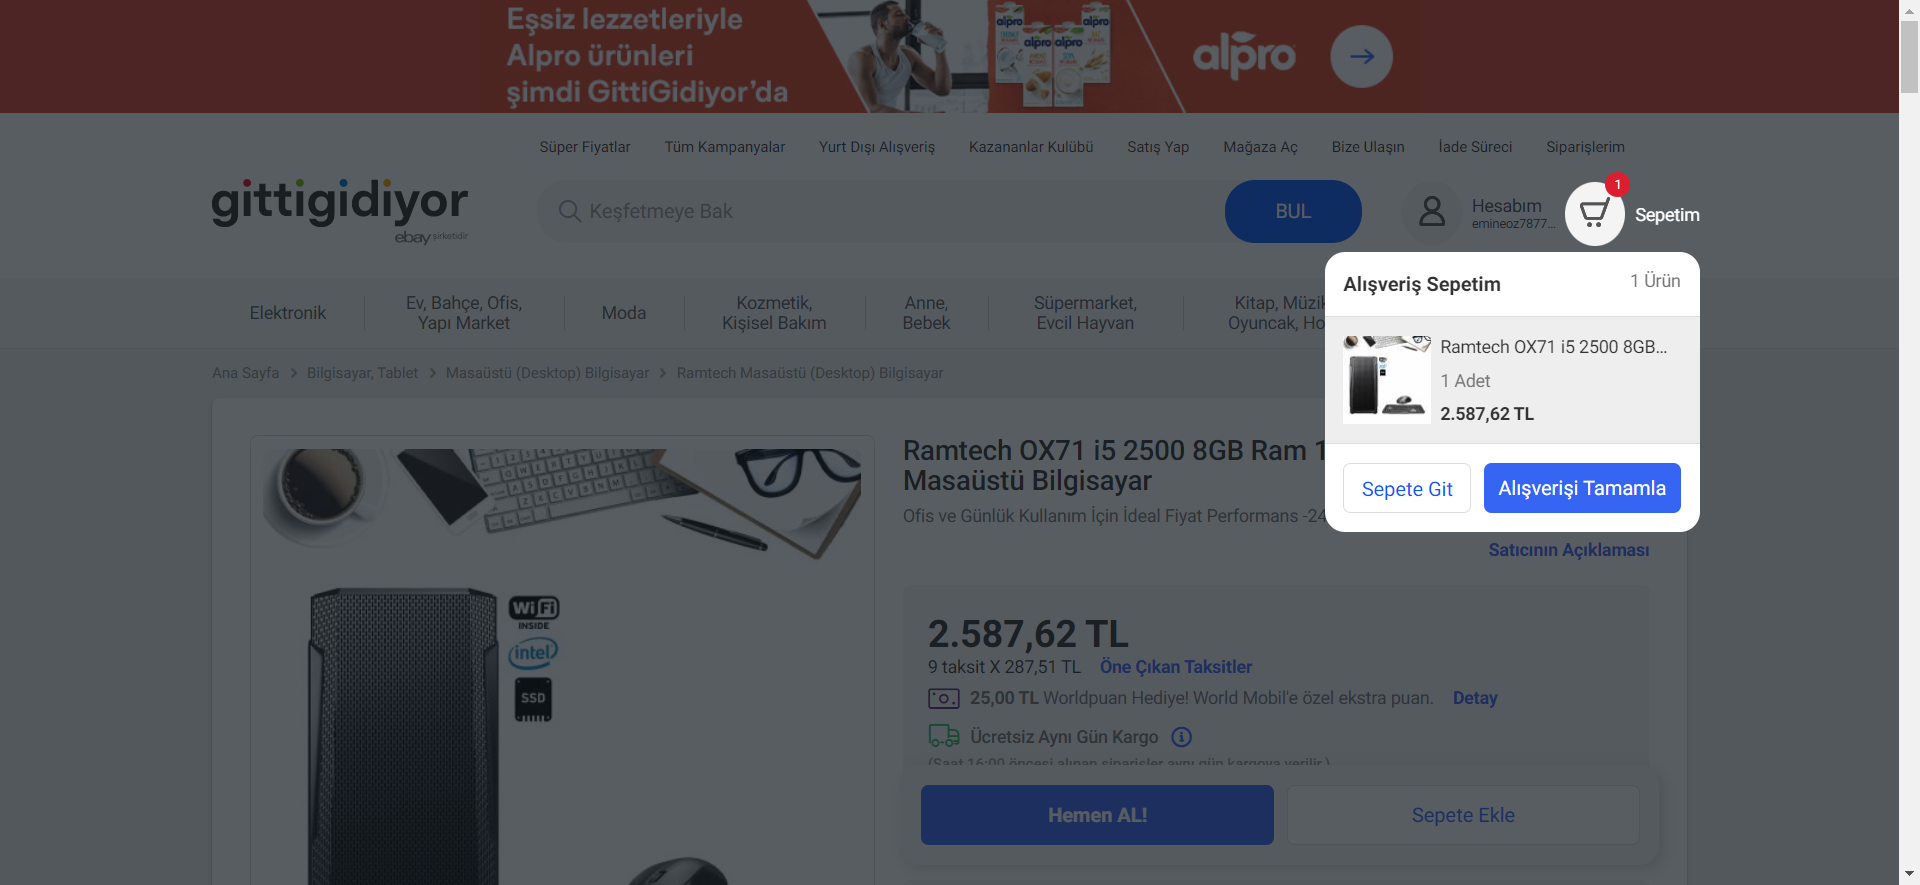 Eşsiz lezzetleriyle
Alpro ürünleri
şimdi GittiGidiyor'da
alpro
alpro
alpro
alpro
alpro
Süper Fiyatlar
Tüm Kampanyalar
Yurt Dışı Alışveriş
Kazananlar Kulübü
Satış Yap
Mağaza Aç
Bize Ulaşın
İade Süreci
Siparişlerim
gittigidiyor
ebay şirketidir
Keşfetmeye Bak
BUL
Hesabım
emineoz7877...
1
Sepetim
Alışveriş Sepetim
1 Ürün
Ramtech OX71 i5 2500 8GB...
1 Adet
2.587,62 TL
Sepete Git
Alışverişi Tamamla
Elektronik
Ev, Bahçe, Ofis,
Yapı Market
Moda
Kozmetik,
Kişisel Bakım
Anne,
Bebek
Süpermarket,
Evcil Hayvan
Kitap, Müzik
Oyuncak, Ho
Ana Sayfa > Bilgisayar, Tablet > Masaüstü (Desktop) Bilgisayar > Ramtech Masaüstü (Desktop) Bilgisayar
WiFi
INSIDE
intel
SSD
Ramtech OX71 i5 2500 8GB Ram 1
Masaüstü Bilgisayar
Ofis ve Günlük Kullanım İçin İdeal Fiyat Performans -24
Satıcının Açıklaması
2.587,62 TL
9 taksit X 287,51 TL
Öne Çıkan Taksitler
25,00 TL Worldpuan Hediye! World Mobil'e özel ekstra puan.
Detay
Ücretsiz Aynı Gün Kargo
(Saat 16:00 öncesi alınan siparişler aynı gün kargoya verilir.)
Hemen AL!
Sepete Ekle